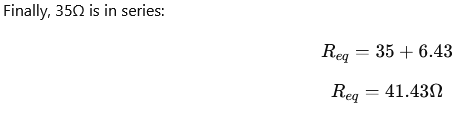 Finally, 35Ω is in series:
R_eq = 35 + 6.43
R_eq = 41.43Ω